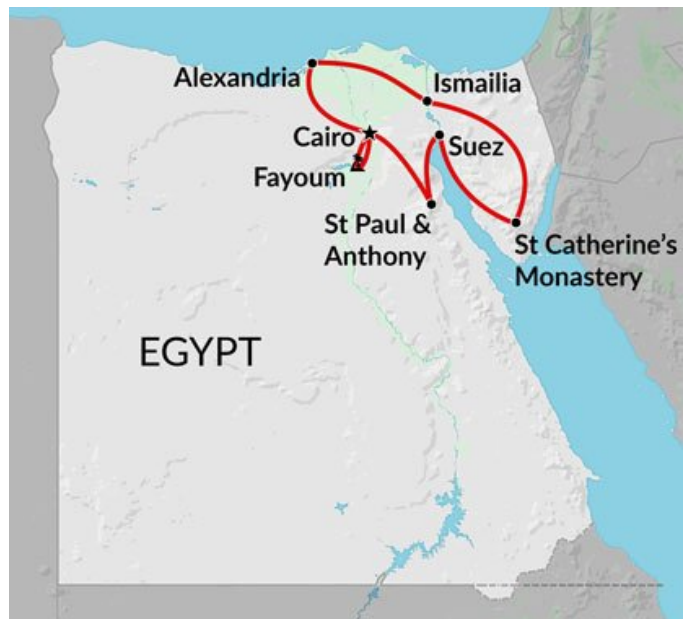 Alexandria
Ismailia
Cairo
Suez
Fayoum
St Paul &
Anthony
St Catherine's
Monastery
EGYPT